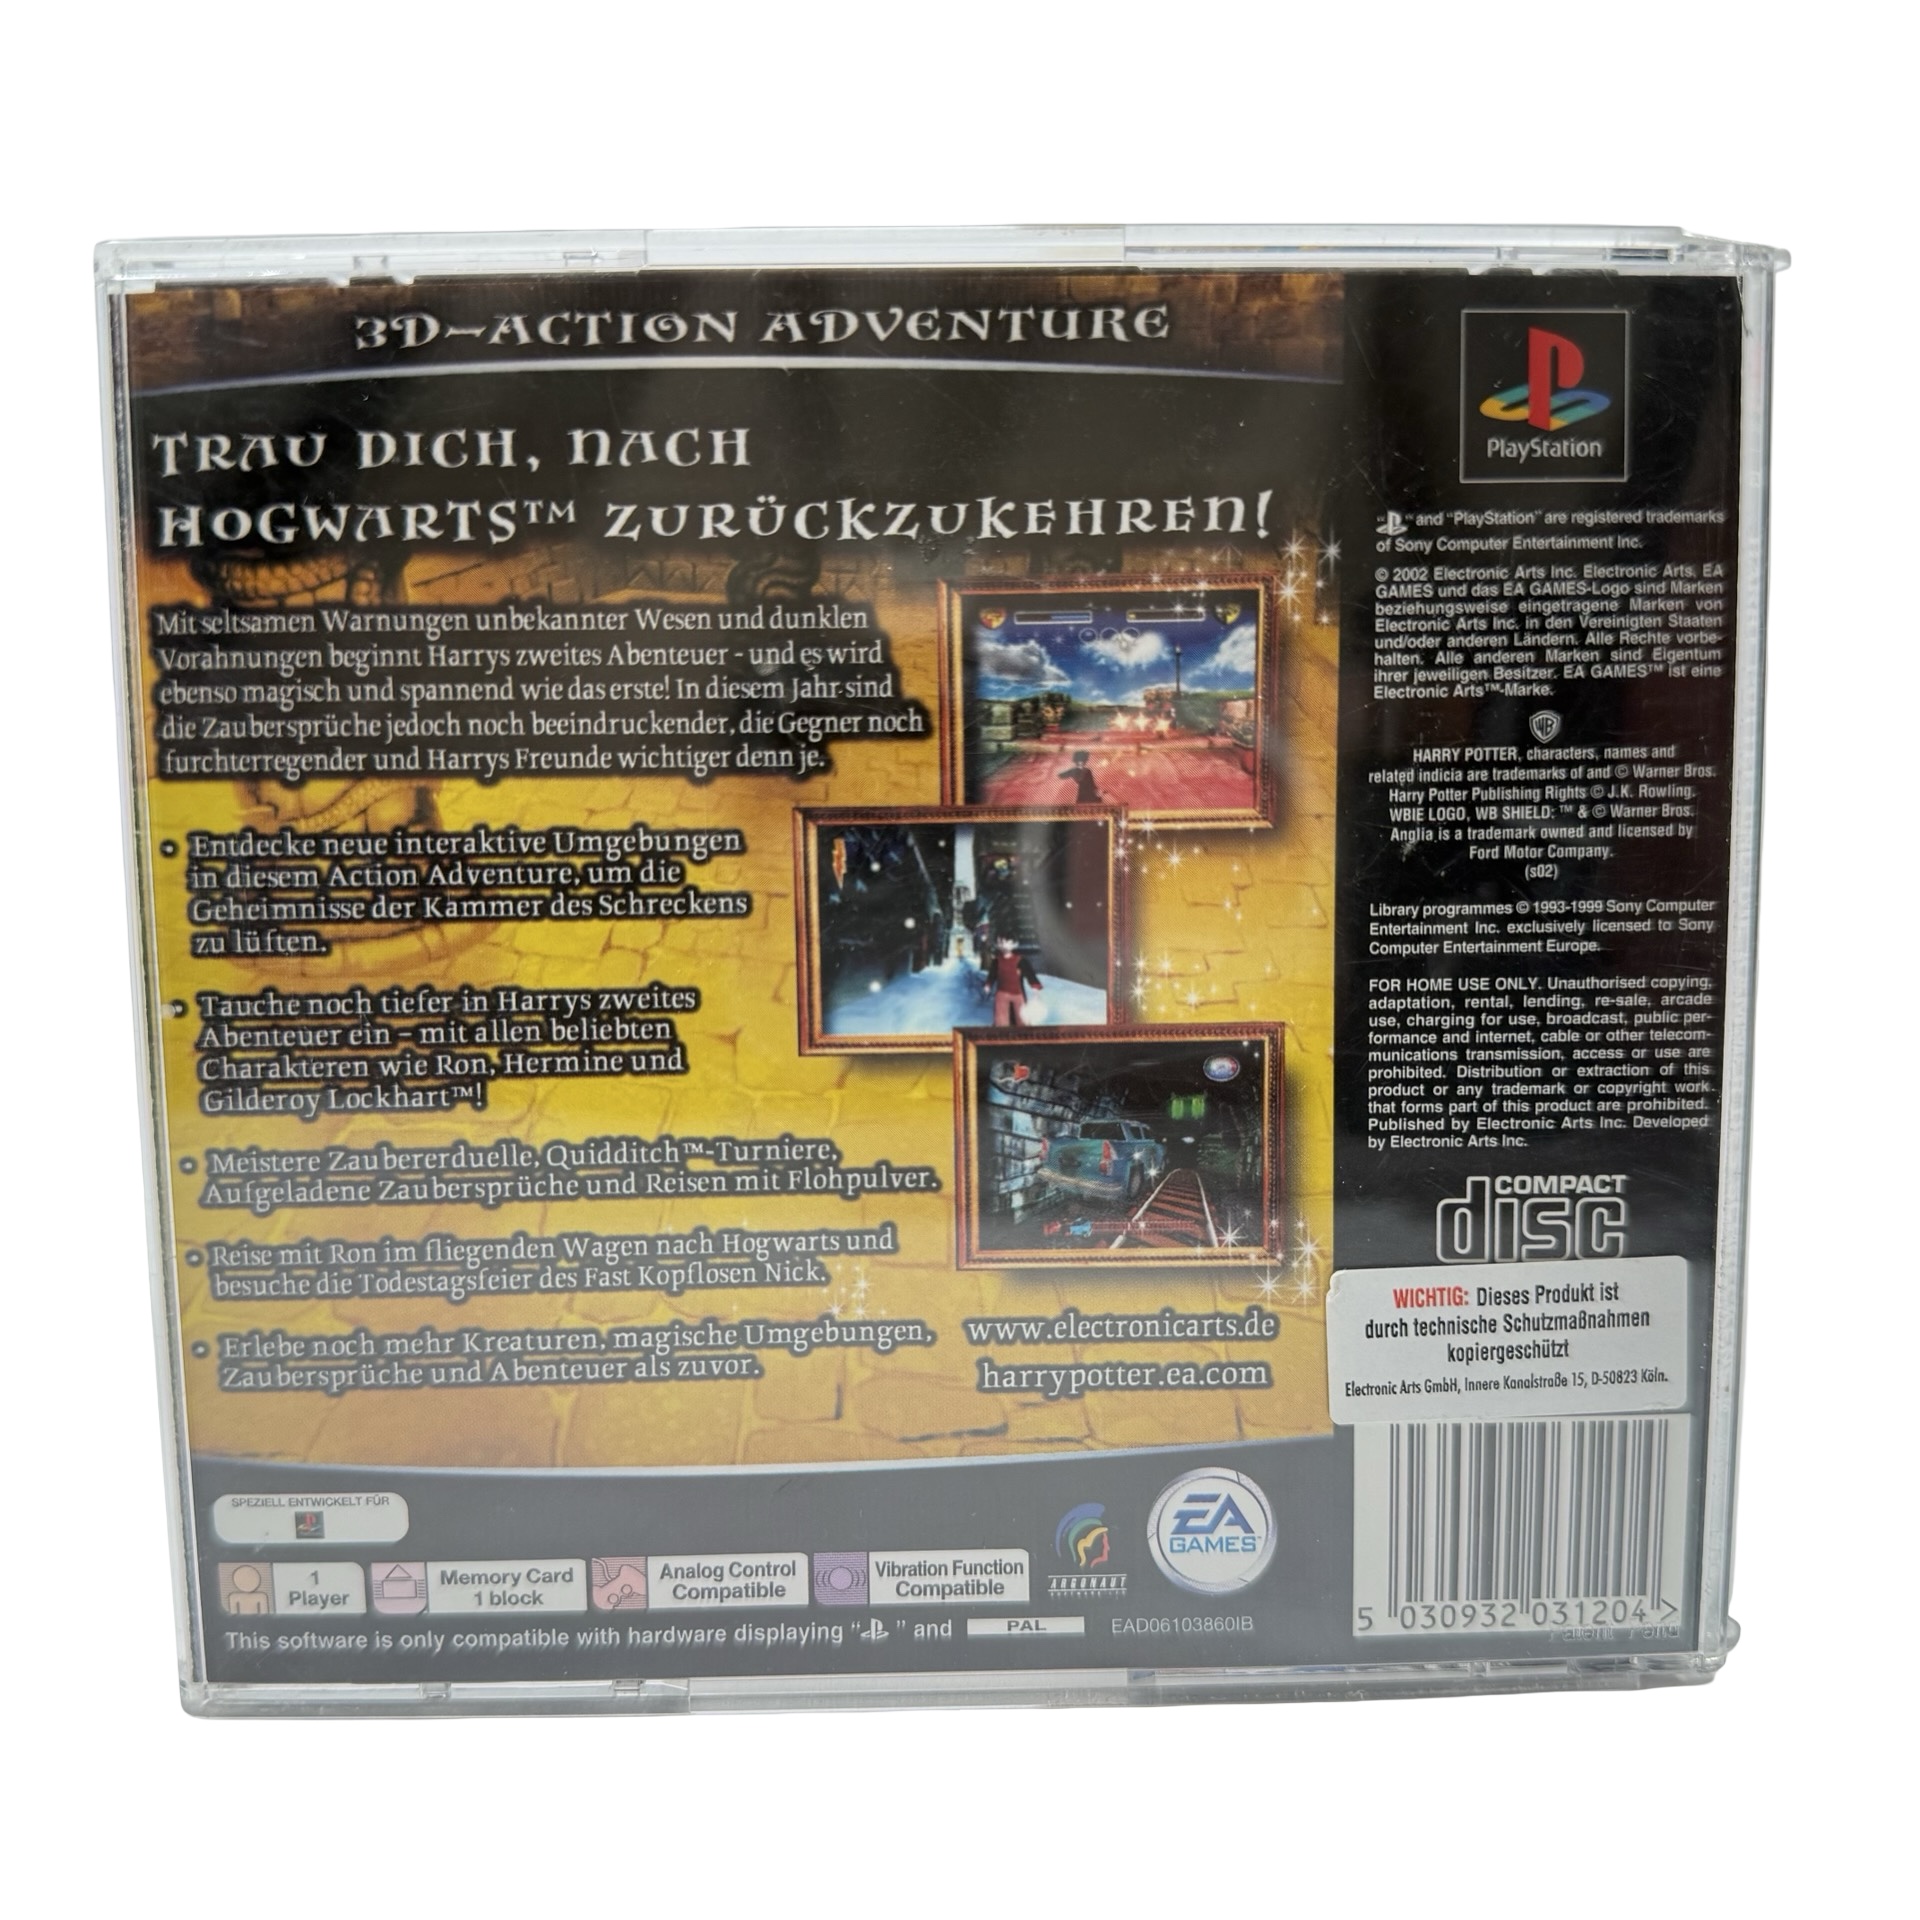 3D-ACTION ADVENTURE
TRAU DICH, NACH
HOGWARTS™ ZURÜCKZUKEHREN!
Mit seltsamen Warnungen unbekannter Wesen und dunklen
Vorahnungen beginnt Harrys zweites Abenteuer - und es wird
ebenso magisch und spannend wie das erste! In diesem Jahr sind
die Zaubersprüche jedoch noch beeindruckender, die Gegner noch
furchterregender und Harrys Freunde wichtiger denn je.
• Entdecke neue interaktive Umgebungen
in diesem Action Adventure, um die
Geheimnisse der Kammer des Schreckens
zu lüften.
• Tauche noch tiefer in Harrys zweites
Abenteuer ein – mit allen beliebten
Charakteren wie Ron, Hermine und
Gilderoy Lockhart™!
• Meistere Zaubererduelle, Quidditch™-Turniere,
Aufgeladene Zaubersprüche und Reisen mit Flohpulver.
• Reise mit Ron im fliegenden Wagen nach Hogwarts und
besuche die Todestagsfeier des Fast Kopflosen Nick.
• Erlebe noch mehr Kreaturen, magische Umgebungen,
Zaubersprüche und Abenteuer als zuvor.
www.electronicarts.de
harrypotter.ea.com
SPEZIELL ENTWICKELT FÜR
1
Player
Memory Card
1 block
Analog Control
Compatible
Vibration Function
Compatible
ARGONAUT
EA
GAMES
This software is only compatible with hardware displaying " " and PAL
EAD06103860IB
PlayStation
" " and "PlayStation" are registered trademarks
of Sony Computer Entertainment Inc.
© 2002 Electronic Arts Inc. Electronic Arts, EA
GAMES und das EA GAMES-Logo sind Marken
beziehungsweise eingetragene Marken von
Electronic Arts Inc. in den Vereinigten Staaten
und/oder anderen Ländern. Alle Rechte vorbe-
halten. Alle anderen Marken sind Eigentum
ihrer jeweiligen Besitzer. EA GAMES™ ist eine
Electronic Arts™-Marke.
WB
HARRY POTTER, characters, names and
related indicia are trademarks of and © Warner Bros.
Harry Potter Publishing Rights © J.K. Rowling.
WBIE LOGO, WB SHIELD: ™ & © Warner Bros.
Anglia is a trademark owned and licensed by
Ford Motor Company.
(s02)
Library programmes © 1993-1999 Sony Computer
Entertainment Inc. exclusively licensed to Sony
Computer Entertainment Europe.
FOR HOME USE ONLY. Unauthorised copying,
adaptation, rental, lending, re-sale, arcade
use, charging for use, broadcast, public per-
formance and internet, cable or other telecom-
munications transmission, access or use are
prohibited. Distribution or extraction of this
product or any trademark or copyright work
that forms part of this product are prohibited.
Published by Electronic Arts Inc. Developed
by Electronic Arts Inc.
COMPACT
disc
WICHTIG: Dieses Produkt ist
durch technische Schutzmaßnahmen
kopiergeschützt
Electronic Arts GmbH, Innere Kanalstraße 15, D-50823 Köln.
5 030932 031204 >